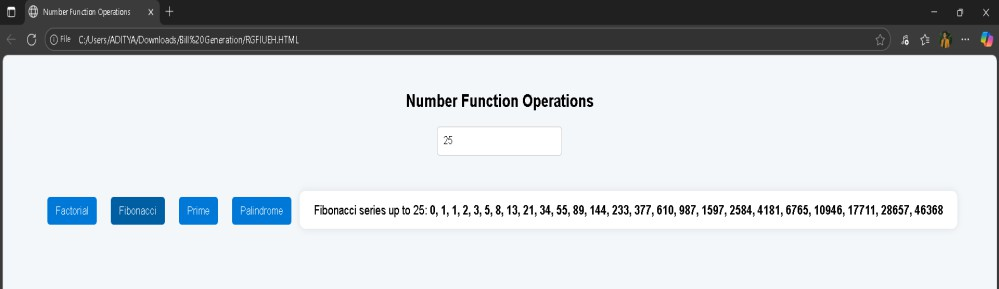 Number Function Operations
File C:/Users/ADITYA/Downloads/Bill%20Generation/RGFIUEH.HTML
Number Function Operations
25
Factorial Fibonacci Prime Palindrome Fibonacci series up to 25: 0, 1, 1, 2, 3, 5, 8, 13, 21, 34, 55, 89, 144, 233, 377, 610, 987, 1597, 2584, 4181, 6765, 10946, 17711, 28657, 46368